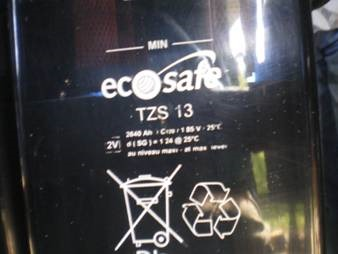 MIN
ecosafe
TZS 13
2640 Ah - C120 / 1 85 V - 25°C
2V d ( SG ) = 1 24 @ 25°C
au niveau maxi - at max level
Pb